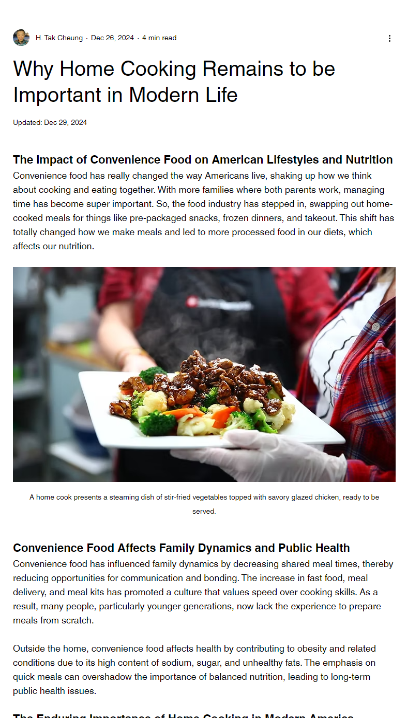 H. Tak Cheung · Dec 26, 2024 · 4 min read
Why Home Cooking Remains to be
Important in Modern Life
Updated: Dec 29, 2024
The Impact of Convenience Food on American Lifestyles and Nutrition
Convenience food has really changed the way Americans live, shaking up how we think
about cooking and eating together. With more families where both parents work, managing
time has become super important. So, the food industry has stepped in, swapping out home-
cooked meals for things like pre-packaged snacks, frozen dinners, and takeout. This shift has
totally changed how we make meals and led to more processed food in our diets, which
affects our nutrition.
A home cook presents a steaming dish of stir-fried vegetables topped with savory glazed chicken, ready to be
served.
Convenience Food Affects Family Dynamics and Public Health
Convenience food has influenced family dynamics by decreasing shared meal times, thereby
reducing opportunities for communication and bonding. The increase in fast food, meal
delivery, and meal kits has promoted a culture that values speed over cooking skills. As a
result, many people, particularly younger generations, now lack the experience to prepare
meals from scratch.
Outside the home, convenience food affects health by contributing to obesity and related
conditions due to its high content of sodium, sugar, and unhealthy fats. The emphasis on
quick meals can overshadow the importance of balanced nutrition, leading to long-term
public health issues.
The Enduring Importance of Home Cooking in Modern America